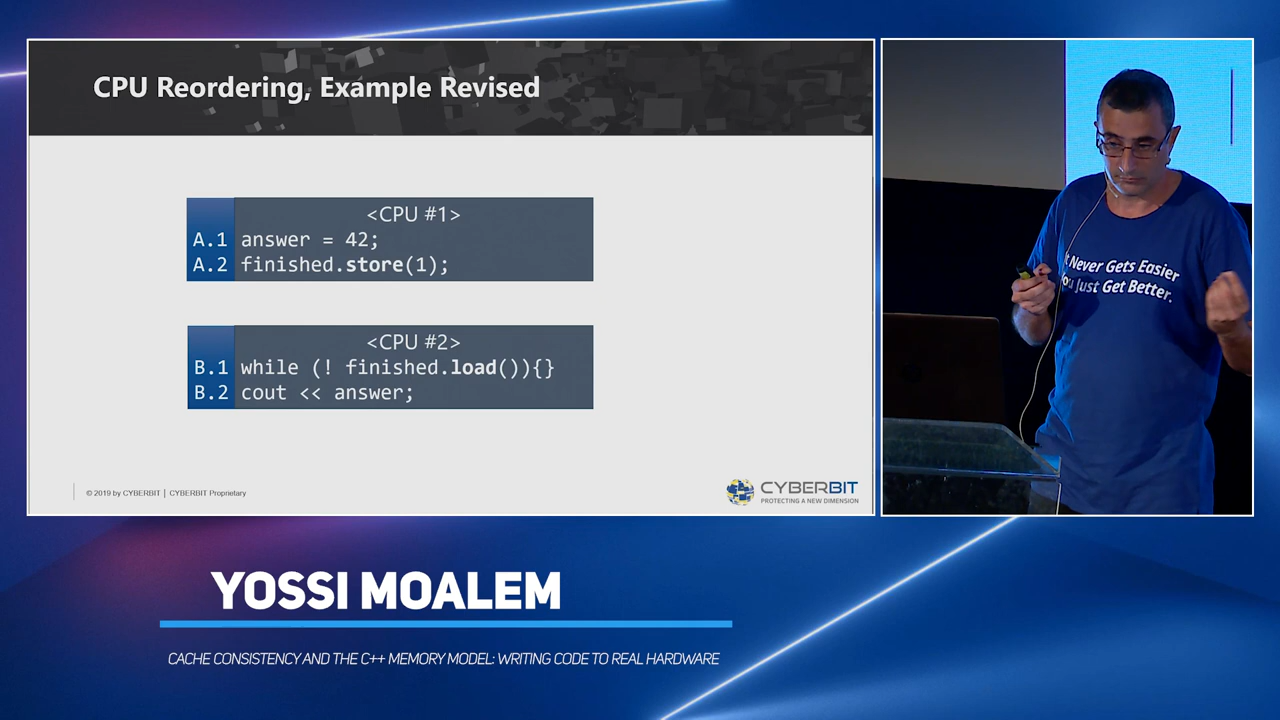 CPU Reordering, Example Revised
<CPU #1>
A.1 answer = 42;
A.2 finished.store(1);
<CPU #2>
B.1 while (! finished.load()){}
B.2 cout << answer;
© 2019 by CYBERBIT | CYBERBIT Proprietary
CYBERBIT
PROTECTING A NEW DIMENSION
Never Gets Easier
You Just Get Better.
YOSSI MOALEM
CACHE CONSISTENCY AND THE C++ MEMORY MODEL: WRITING CODE TO REAL HARDWARE